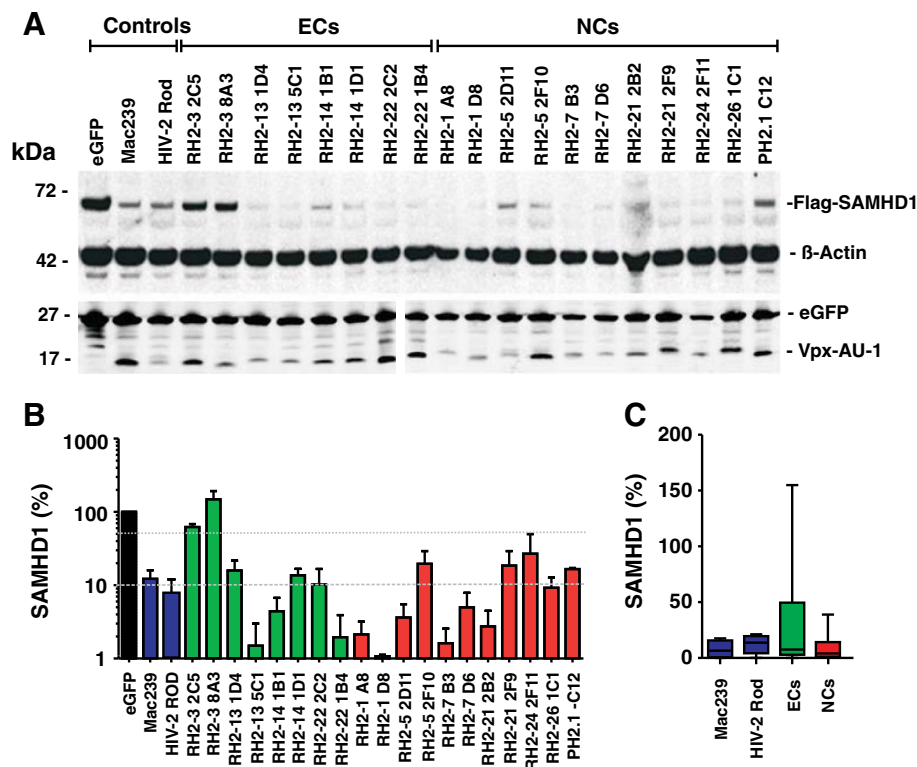 A
Controls ECs NCs
kDa
eGFP
Mac239
HIV-2 Rod
RH2-3 2C5
RH2-3 8A3
RH2-13 1D4
RH2-13 5C1
RH2-14 1B1
RH2-14 1D1
RH2-22 2C2
RH2-22 1B4
RH2-1 A8
RH2-1 D8
RH2-5 2D11
RH2-5 2F10
RH2-7 B3
RH2-7 D6
RH2-21 2B2
RH2-21 2F9
RH2-24 2F11
RH2-26 1C1
PH2.1 C12
72 -
-Flag-SAMHD1
42 -
- ß-Actin
27 -
- eGFP
17 -
- Vpx-AU-1
B
SAMHD1 (%)
1000
100
10
1
eGFP
Mac239
HIV-2 ROD
RH2-3 2C5
RH2-3 8A3
RH2-13 1D4
RH2-13 5C1
RH2-14 1B1
RH2-14 1D1
RH2-22 2C2
RH2-22 1B4
RH2-1 A8
RH2-1 D8
RH2-5 2D11
RH2-5 2F10
RH2-7 B3
RH2-7 D6
RH2-21 2B2
RH2-21 2F9
RH2-24 2F11
RH2-26 1C1
PH2.1 -C12
C
SAMHD1 (%)
200
150
100
50
0
Mac239
HIV-2 Rod
ECs
NCs